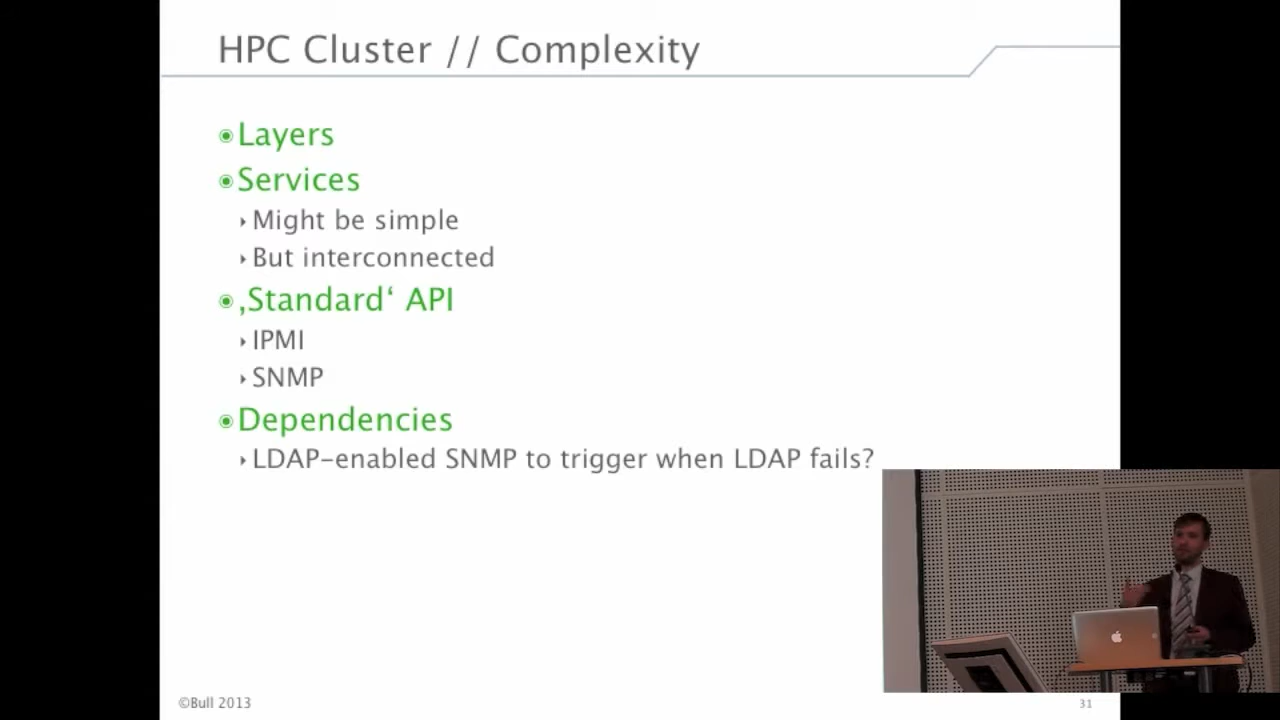 HPC Cluster // Complexity
Layers
Services
Might be simple
But interconnected
‚Standard‘ API
IPMI
SNMP
Dependencies
LDAP-enabled SNMP to trigger when LDAP fails?
©Bull 2013
31